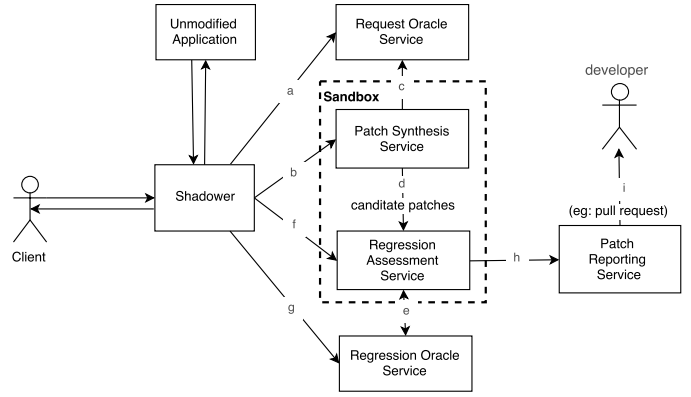 Unmodified
Application
Request Oracle
Service
developer
a
c
Sandbox
Patch Synthesis
Service
b
d
Shadower
i
canditate patches
(eg: pull request)
f
Client
Regression
Assessment
Service
h
Patch
Reporting
Service
g
e
Regression Oracle
Service